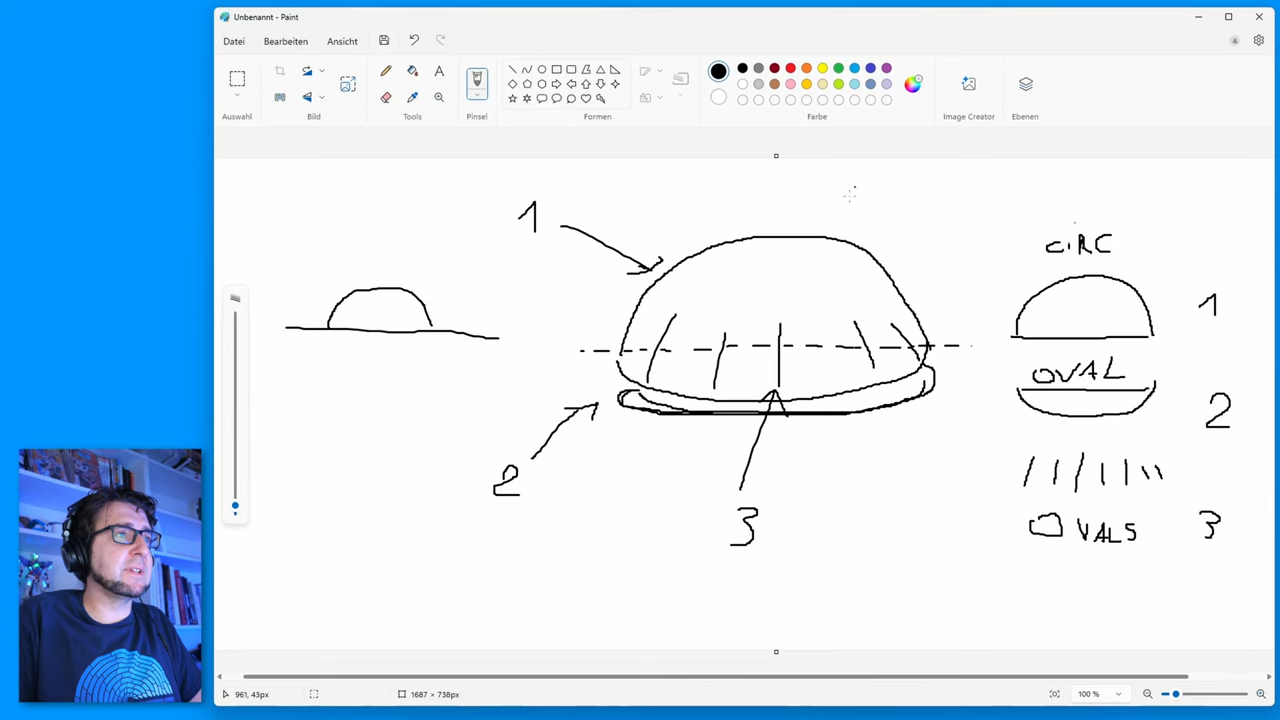 Unbenannt - Paint
Datei Bearbeiten Ansicht
Auswahl Bild Tools Pinsel Formen Farbe Image Creator Ebenen
1
CiRC
1
OVAL
2
2
3
OVALS 3
961, 43px 1687 × 738px 100 %